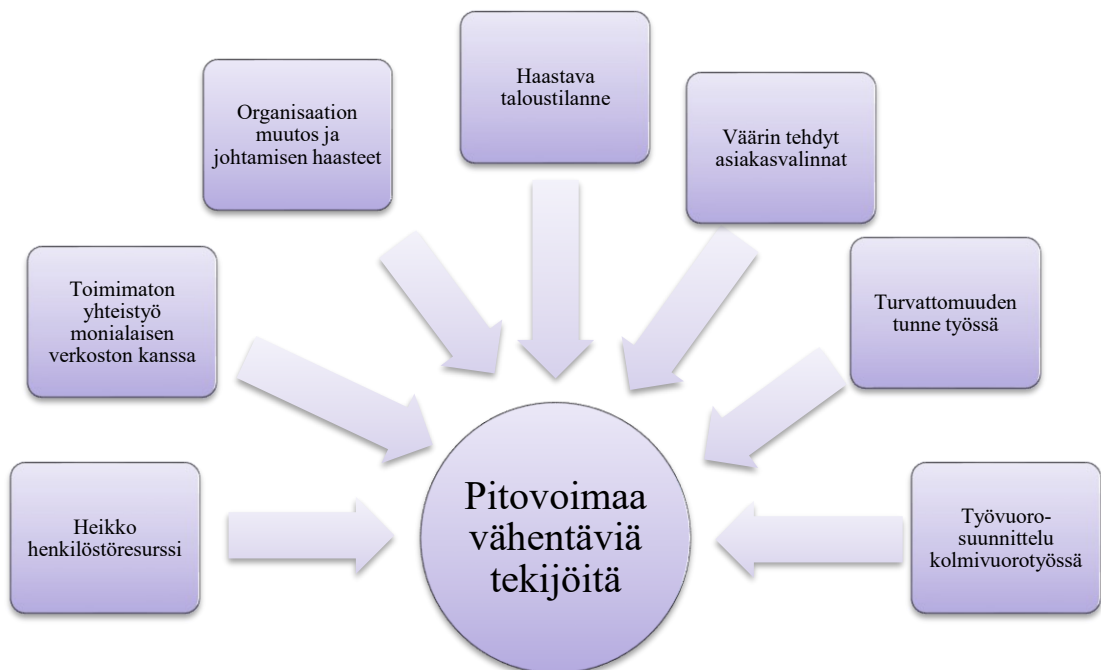 Haastava
taloustilanne
Organisaation
muutos ja
johtamisen haasteet
Väärin tehdyt
asiakasvalinnat
Toimimaton
yhteistyö
monialaisen
verkoston kanssa
Turvattomuuden
tunne työssä
Heikko
henkilöstöresurssi
Pitovoimaa
vähentäviä
tekijöitä
Työvuoro-
suunnittelu
kolmivuorotyössä